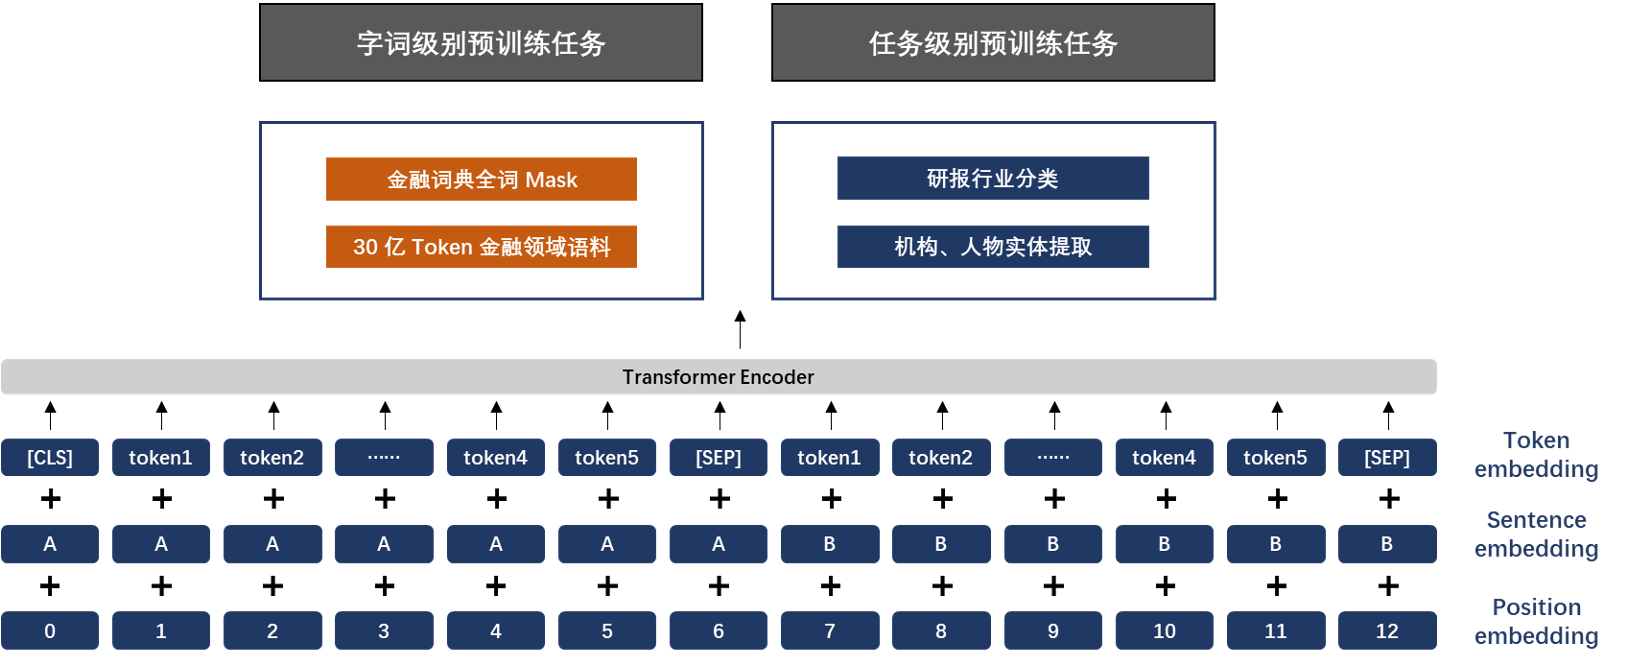 字词级别预训练任务
任务级别预训练任务
金融词典全词 Mask
30 亿 Token 金融领域语料
研报行业分类
机构、人物实体提取
Transformer Encoder
[CLS] token1 token2 ······ token4 token5 [SEP] token1 token2 ······ token4 token5 [SEP]
Token
embedding
+ + + + + + + + + + + + +
A A A A A A A B B B B B B
Sentence
embedding
+ + + + + + + + + + + + +
0 1 2 3 4 5 6 7 8 9 10 11 12
Position
embedding